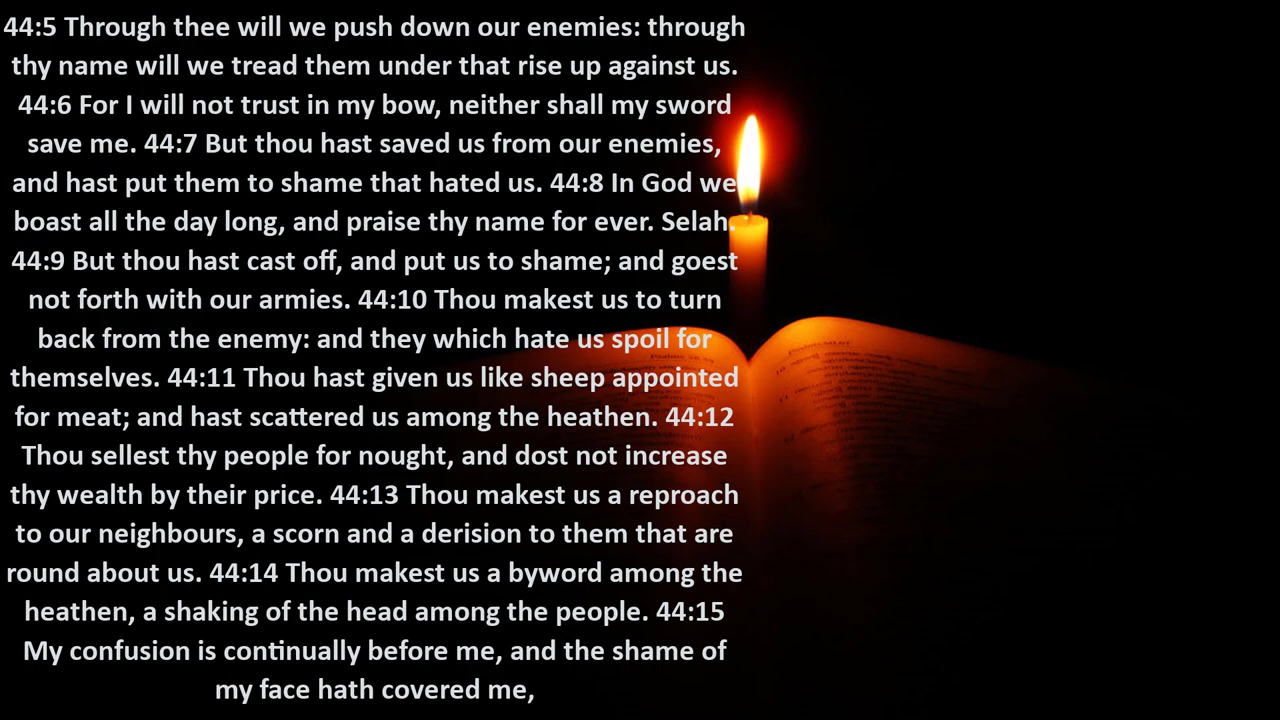 44:5 Through thee will we push down our enemies: through
thy name will we tread them under that rise up against us.
44:6 For I will not trust in my bow, neither shall my sword
save me. 44:7 But thou hast saved us from our enemies,
and hast put them to shame that hated us. 44:8 In God we
boast all the day long, and praise thy name for ever. Selah.
44:9 But thou hast cast off, and put us to shame; and goest
not forth with our armies. 44:10 Thou makest us to turn
back from the enemy: and they which hate us spoil for
themselves. 44:11 Thou hast given us like sheep appointed
for meat; and hast scattered us among the heathen. 44:12
Thou sellest thy people for nought, and dost not increase
thy wealth by their price. 44:13 Thou makest us a reproach
to our neighbours, a scorn and a derision to them that are
round about us. 44:14 Thou makest us a byword among the
heathen, a shaking of the head among the people. 44:15
My confusion is continually before me, and the shame of
my face hath covered me,